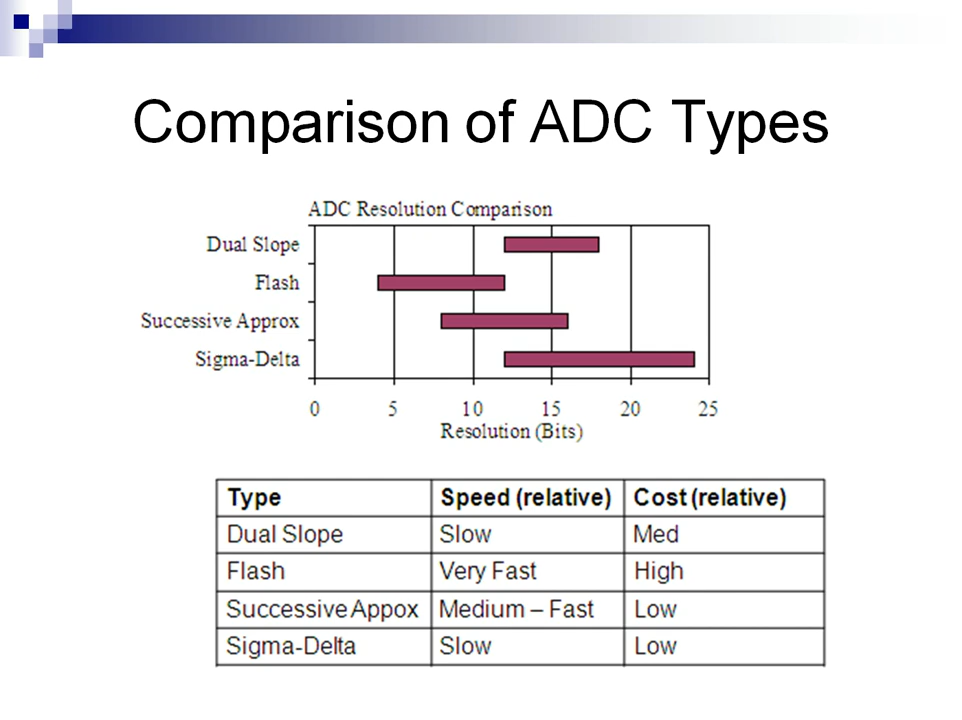 Comparison of ADC Types
ADC Resolution Comparison
Dual Slope
Flash
Successive Approx
Sigma-Delta
0 5 10 15 20 25
Resolution (Bits)
Type Speed (relative) Cost (relative)
Dual Slope Slow Med
Flash Very Fast High
Successive Appox Medium – Fast Low
Sigma-Delta Slow Low